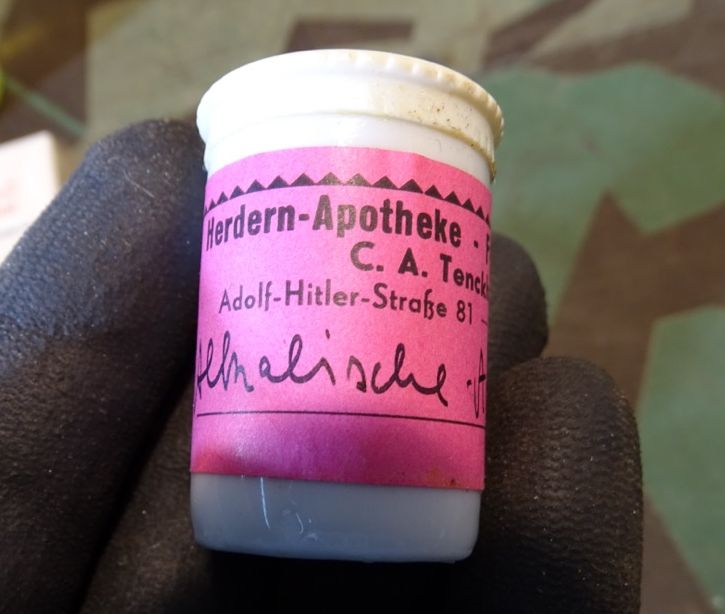 Herdern-Apotheke - F
C. A. Tenck
Adolf-Hitler-Straße 81
Alkalische - A